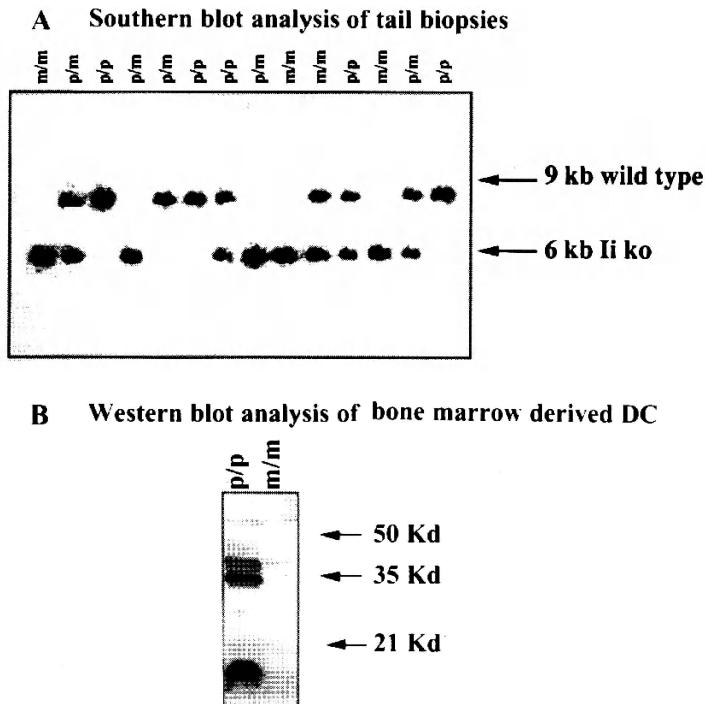 A Southern blot analysis of tail biopsies
m/m p/m p/p p/m p/m p/p p/p p/m m/m m/m p/p m/m p/m p/p
9 kb wild type
6 kb Ii ko
B Western blot analysis of bone marrow derived DC
p/p m/m
50 Kd
35 Kd
21 Kd